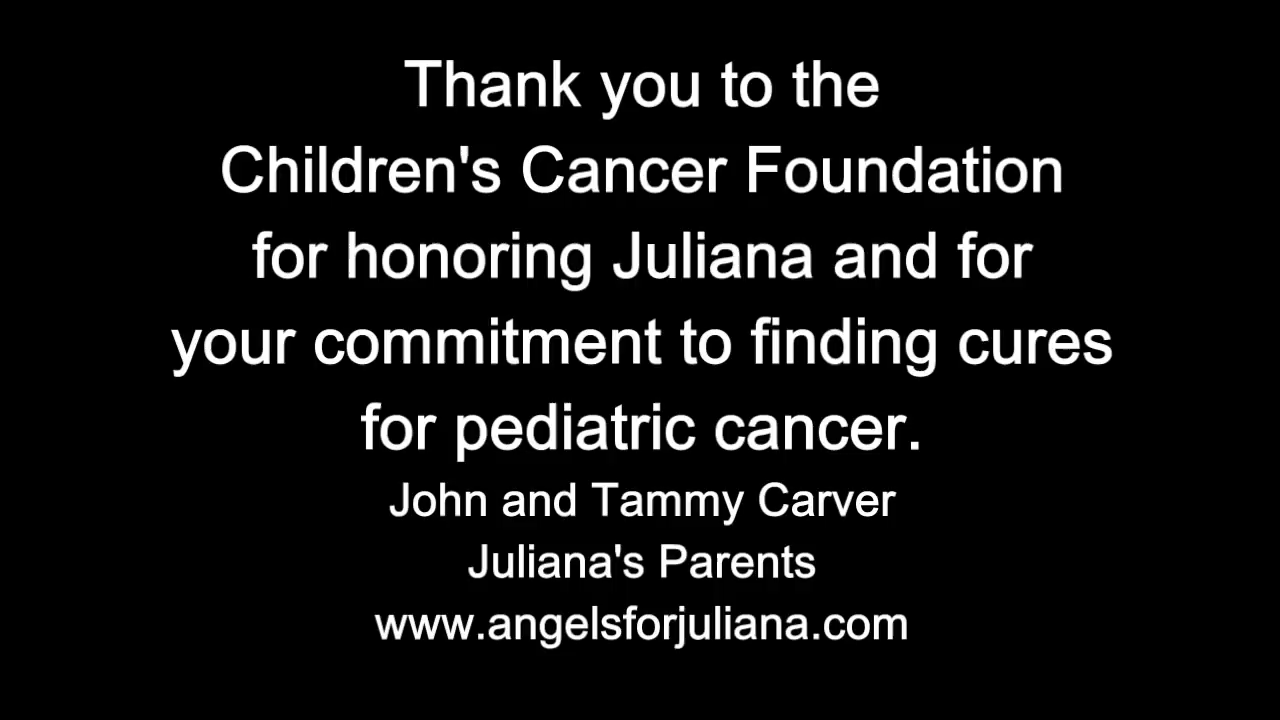 Thank you to the
Children's Cancer Foundation
for honoring Juliana and for
your commitment to finding cures
for pediatric cancer.
John and Tammy Carver
Juliana's Parents
www.angelsforjuliana.com